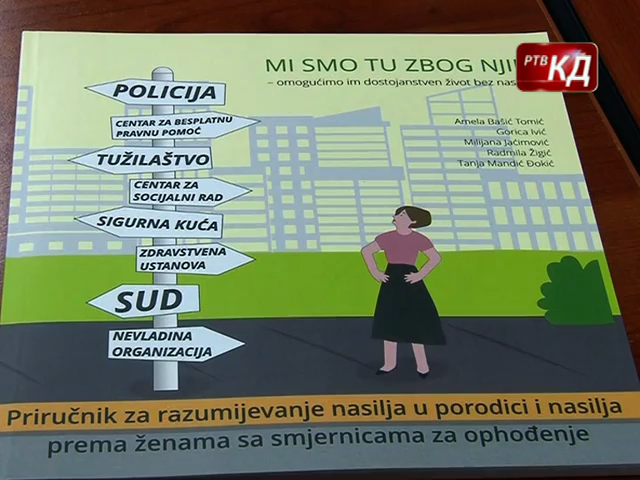 MI SMO TU ZBOG
– omogućimo im dostojanstven život bez
Amela Bašić Tomić
Gorica Ivić
Milijana Jaćimović
Radmila Žigić
Tanja Mandić Đokić
РТВ КД
POLICIJA
CENTAR ZA BESPLATNU
PRAVNU POMOĆ
TUŽILAŠTVO
CENTAR ZA
SOCIJALNI RAD
SIGURNA KUĆA
ZDRAVSTVENA
USTANOVA
SUD
NEVLADINA
ORGANIZACIJA
Priručnik za razumijevanje nasilja u porodici i nasilja
prema ženama sa smjernicama za ophođenje